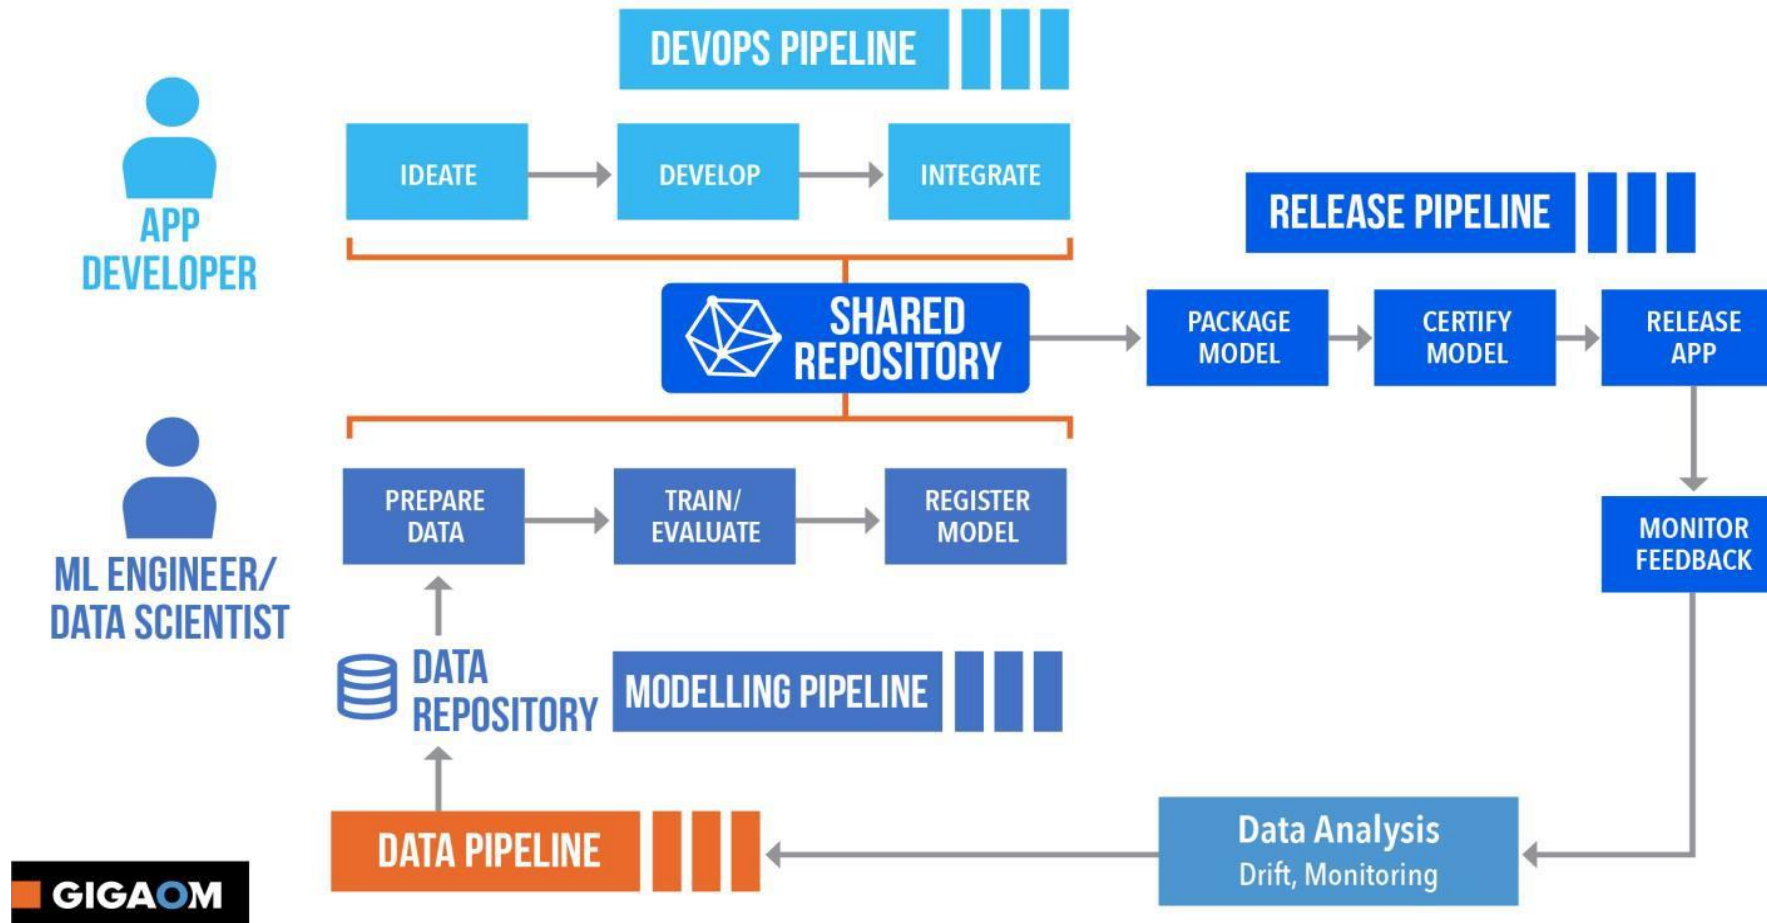 DEVOPS PIPELINE
IDEATE
DEVELOP
INTEGRATE
APP
DEVELOPER
RELEASE PIPELINE
SHARED
REPOSITORY
PACKAGE
MODEL
CERTIFY
MODEL
RELEASE
APP
PREPARE
DATA
TRAIN/
EVALUATE
REGISTER
MODEL
MONITOR
FEEDBACK
ML ENGINEER/
DATA SCIENTIST
DATA
REPOSITORY
MODELLING PIPELINE
DATA PIPELINE
Data Analysis
Drift, Monitoring
GIGAOM